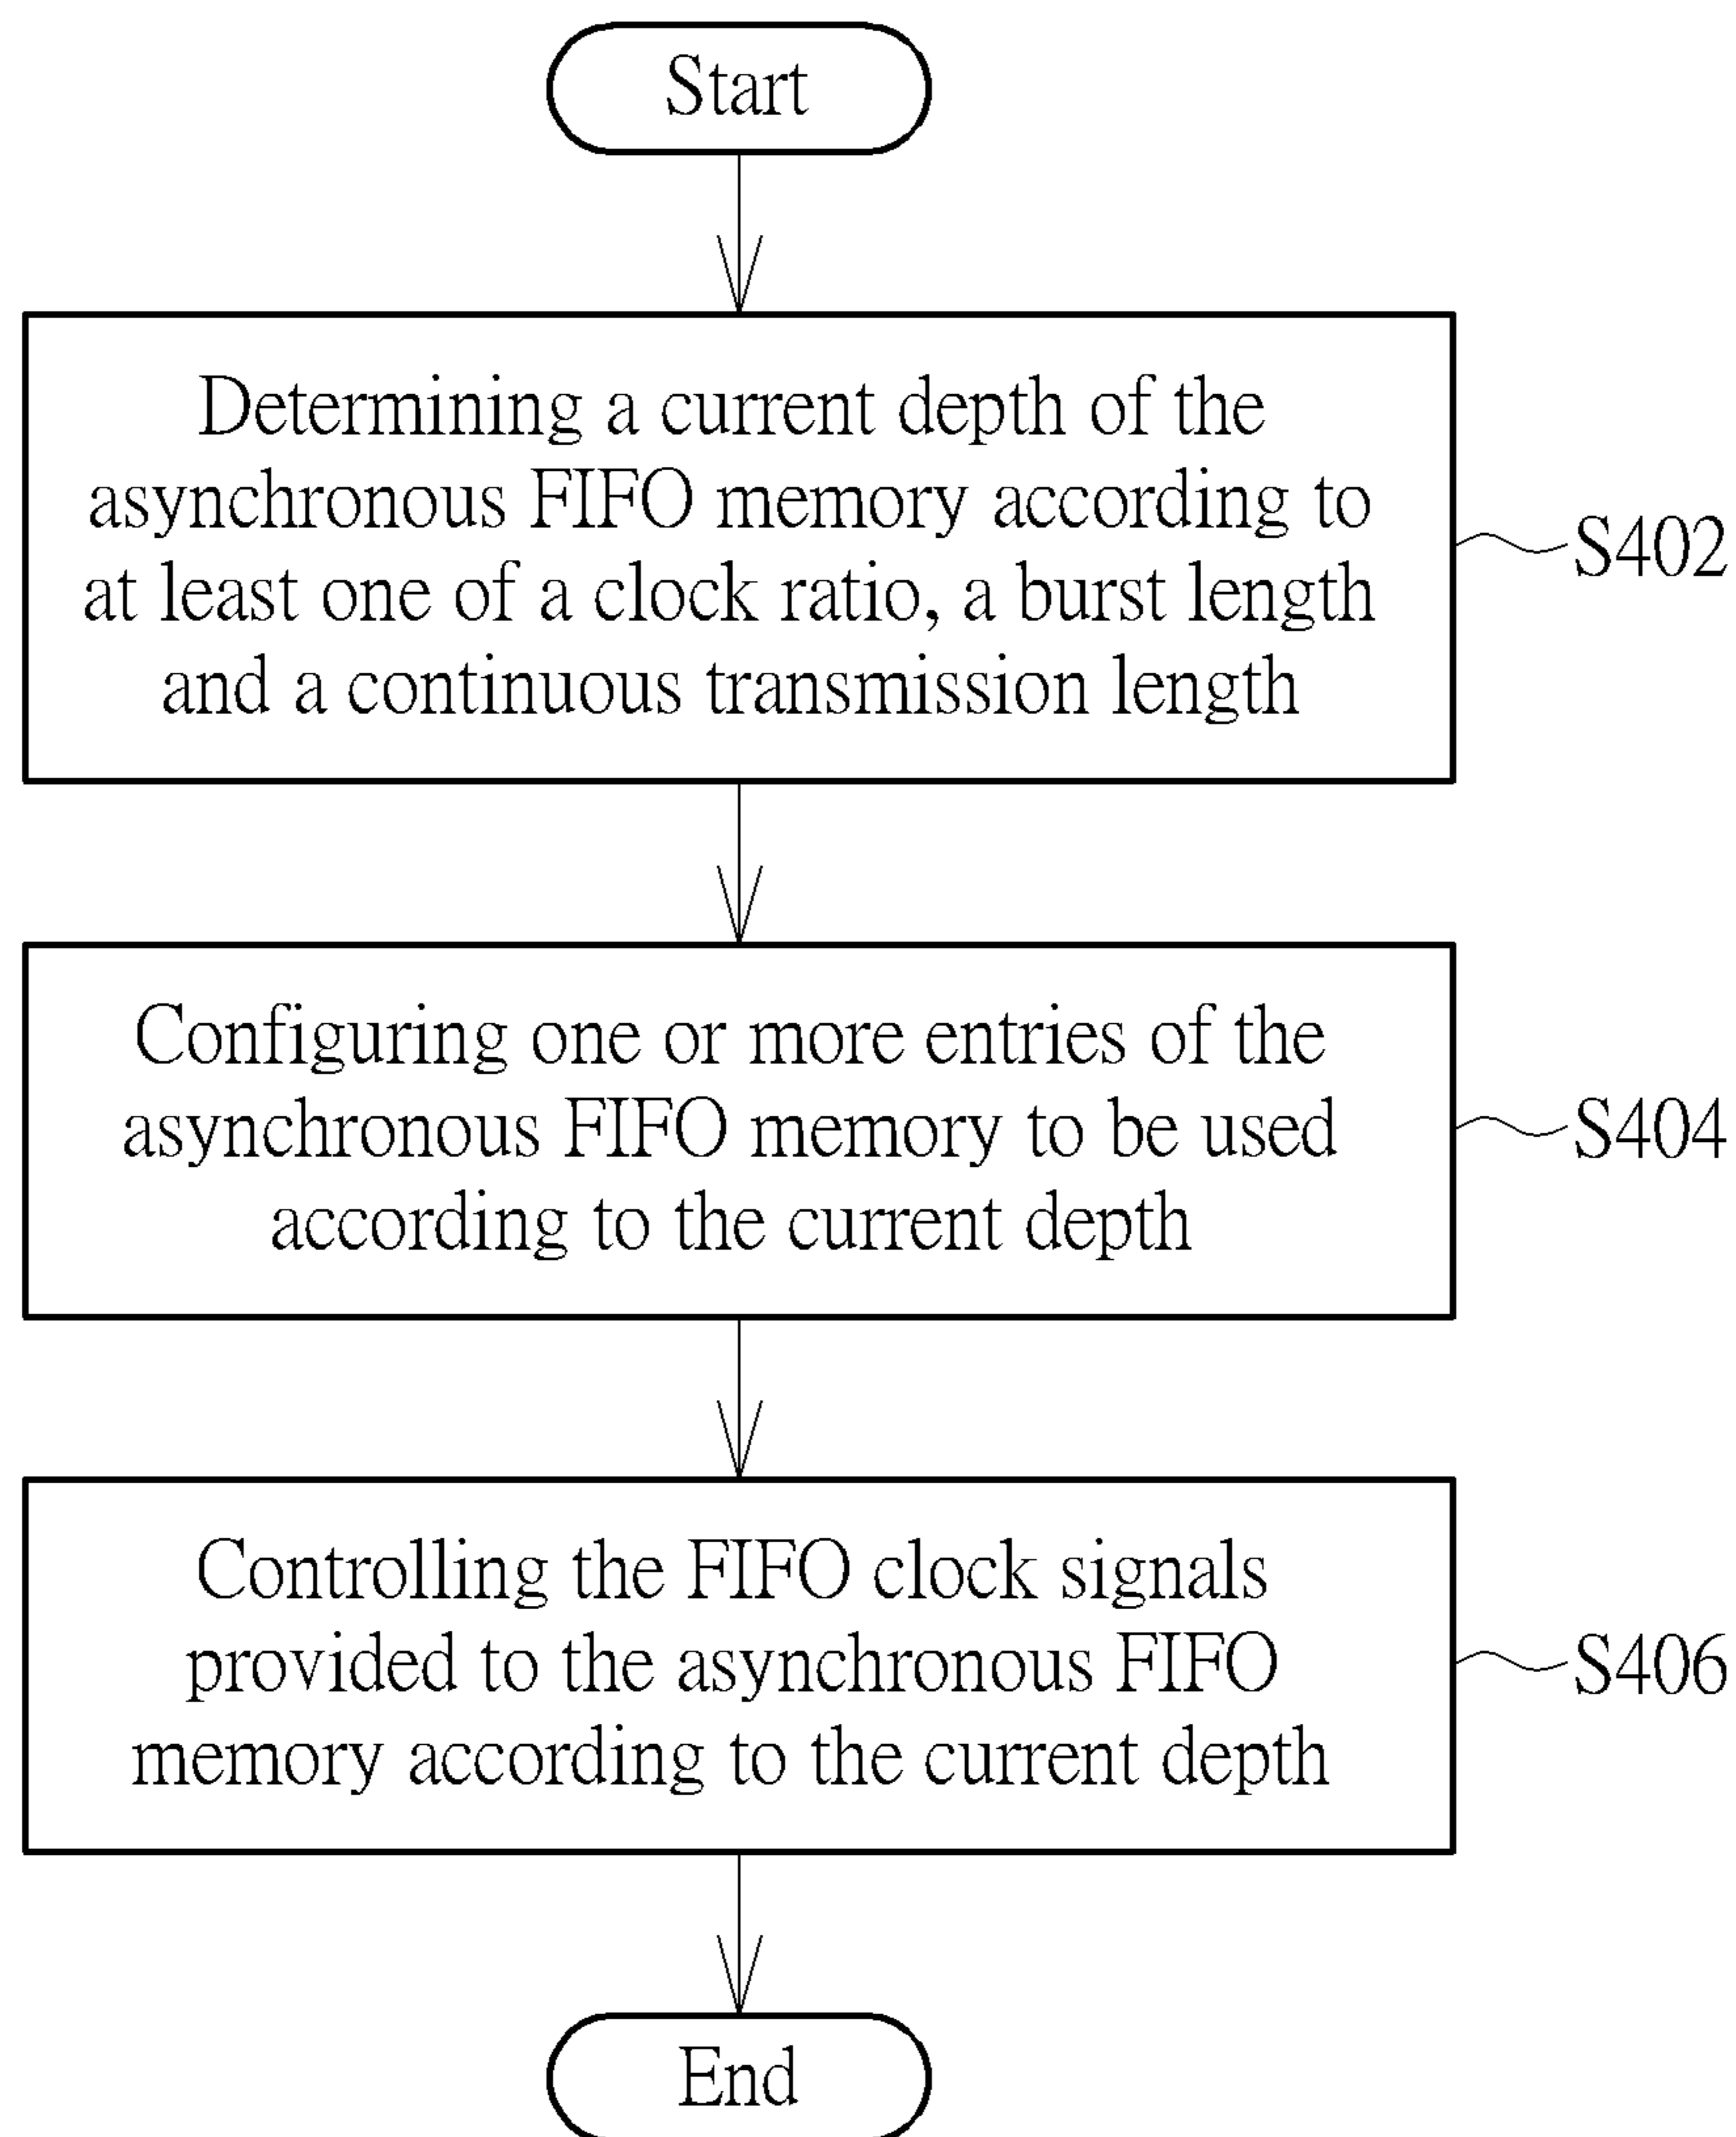 Start
Determining a current depth of the
asynchronous FIFO memory according to
at least one of a clock ratio, a burst length
and a continuous transmission length
S402
Configuring one or more entries of the
asynchronous FIFO memory to be used
according to the current depth
S404
Controlling the FIFO clock signals
provided to the asynchronous FIFO
memory according to the current depth
S406
End